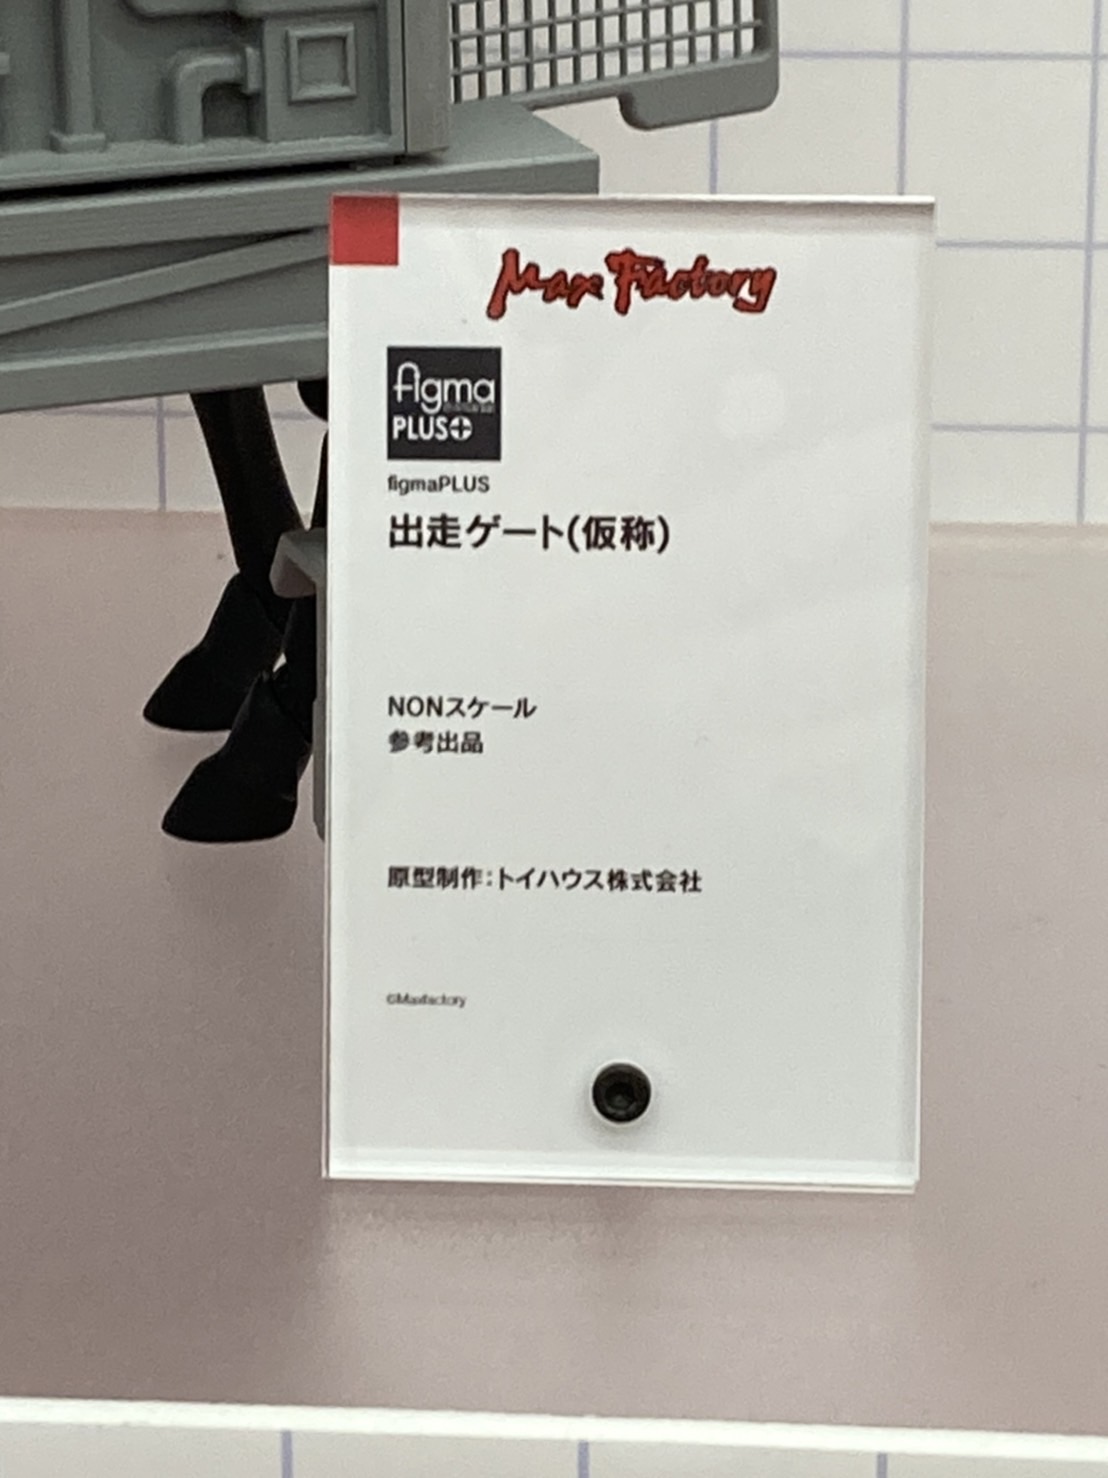 Max Factory
figma
PLUS+
figmaPLUS
出走ゲート(仮称)
NONスケール
参考出品
原型制作:トイハウス株式会社
©Maxfactory